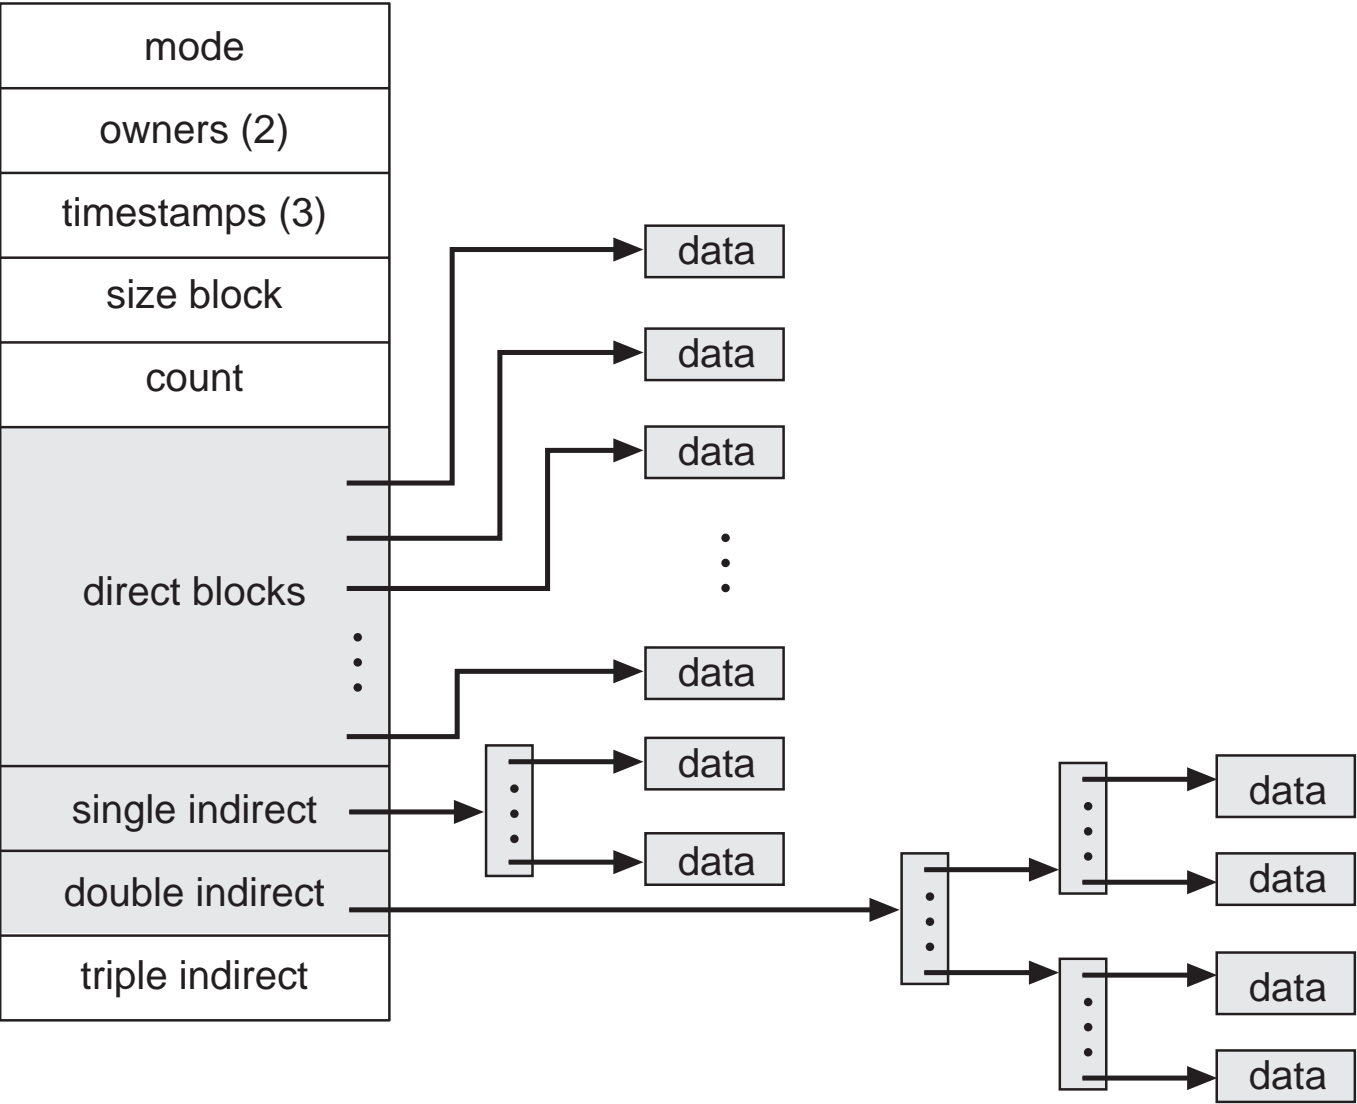 mode
owners (2)
timestamps (3)
size block
count
direct blocks
single indirect
double indirect
triple indirect
data
data
data
data
data
data
data
data
data
data